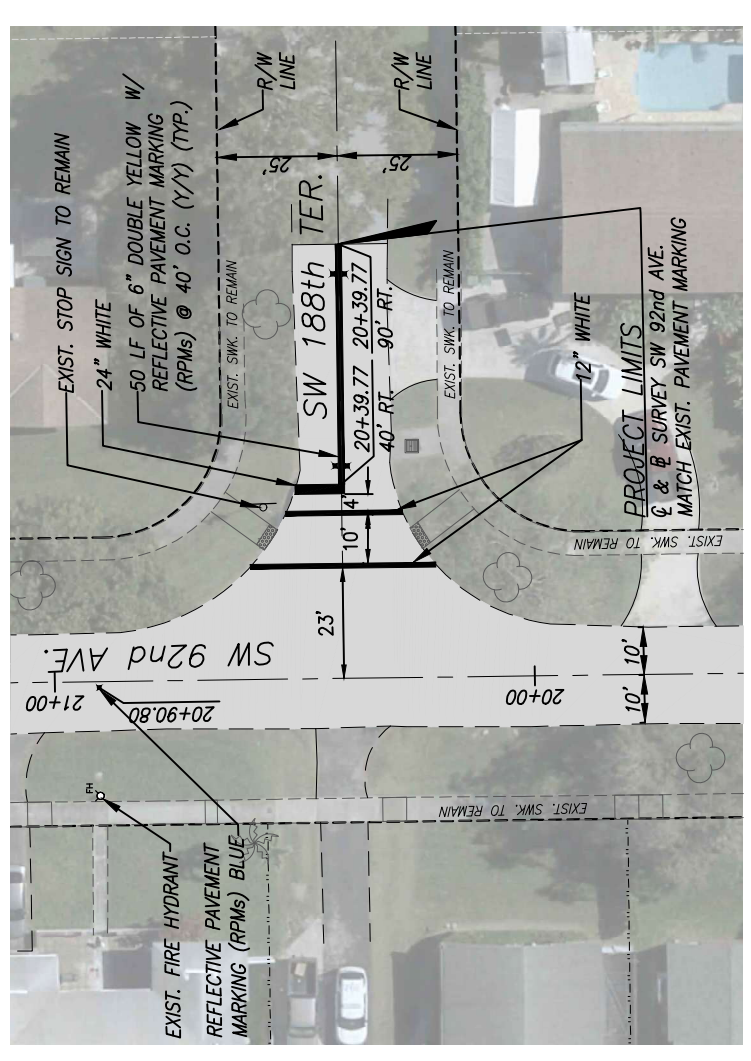 EXIST. STOP SIGN TO REMAIN
24" WHITE
50 LF OF 6" DOUBLE YELLOW W/
REFLECTIVE PAVEMENT MARKING
(RPMs) @ 40' O.C. (Y/Y) (TYP.)
R/W
LINE
R/W
LINE
25'
25'
EXIST. SWK. TO REMAIN
SW 188th TER.
20+39.77
40' RT.
20+39.77
90' RT.
EXIST. SWK. TO REMAIN
12" WHITE
PROJECT LIMITS
℄ & B SURVEY SW 92nd AVE.
MATCH EXIST. PAVEMENT MARKING
4'
10'
23'
EXIST. SWK. TO REMAIN
SW 92nd AVE.
21+00
20+90.80
20+00
10'
10'
FH
EXIST. SWK. TO REMAIN
EXIST. FIRE HYDRANT
REFLECTIVE PAVEMENT
MARKING (RPMs) BLUE